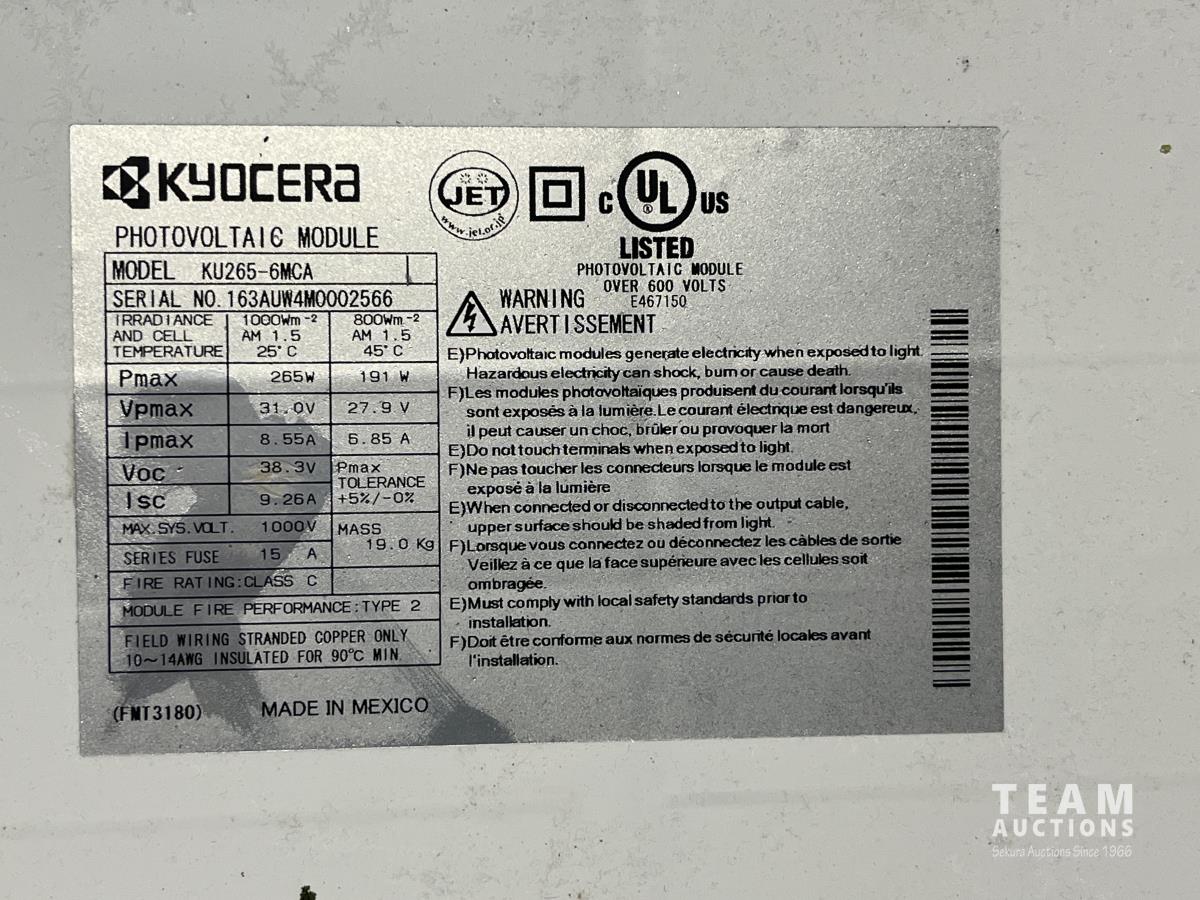 KYOCERA
JET
www.jet.or.jp
C UL US
®
LISTED
PHOTOVOLTAIC MODULE
OVER 600 VOLTS
E467150
PHOTOVOLTAIC MODULE
MODEL KU265-6MCA
SERIAL NO. 163AUW4M0002566
IRRADIANCE AND CELL TEMPERATURE 1000Wm⁻² AM 1.5 25°C 800Wm⁻² AM 1.5 45°C
Pmax 265W 191 W
Vpmax 31.0V 27.9 V
Ipmax 8.55A 6.85 A
Voc 38.3V
Isc 9.26A
Pmax
TOLERANCE
+5%/-0%
MAX.SYS.VOLT. 1000V
SERIES FUSE 15 A
MASS
19.0 Kg
FIRE RATING:CLASS C
MODULE FIRE PERFORMANCE:TYPE 2
FIELD WIRING STRANDED COPPER ONLY
10~14AWG INSULATED FOR 90℃ MIN.
(FMT3180) MADE IN MEXICO
WARNING
AVERTISSEMENT
E)Photovoltaic modules generate electricity when exposed to light.
Hazardous electricity can shock, burn or cause death.
F)Les modules photovoltaïques produisent du courant lorsqu'ils
sont exposés à la lumière.Le courant électrique est dangereux,
il peut causer un choc, brûler ou provoquer la mort
E)Do not touch terminals when exposed to light.
F)Ne pas toucher les connecteurs lorsque le module est
exposé à la lumière
E)When connected or disconnected to the output cable,
upper surface should be shaded from light.
F)Lorsque vous connectez ou déconnectez les câbles de sortie
Veillez à ce que la face supérieure avec les cellules soit
ombragée.
E)Must comply with local safety standards prior to
installation.
F)Doit être conforme aux normes de sécurité locales avant
l'installation.
TEAM
AUCTIONS
Sekura Auctions Since 1966